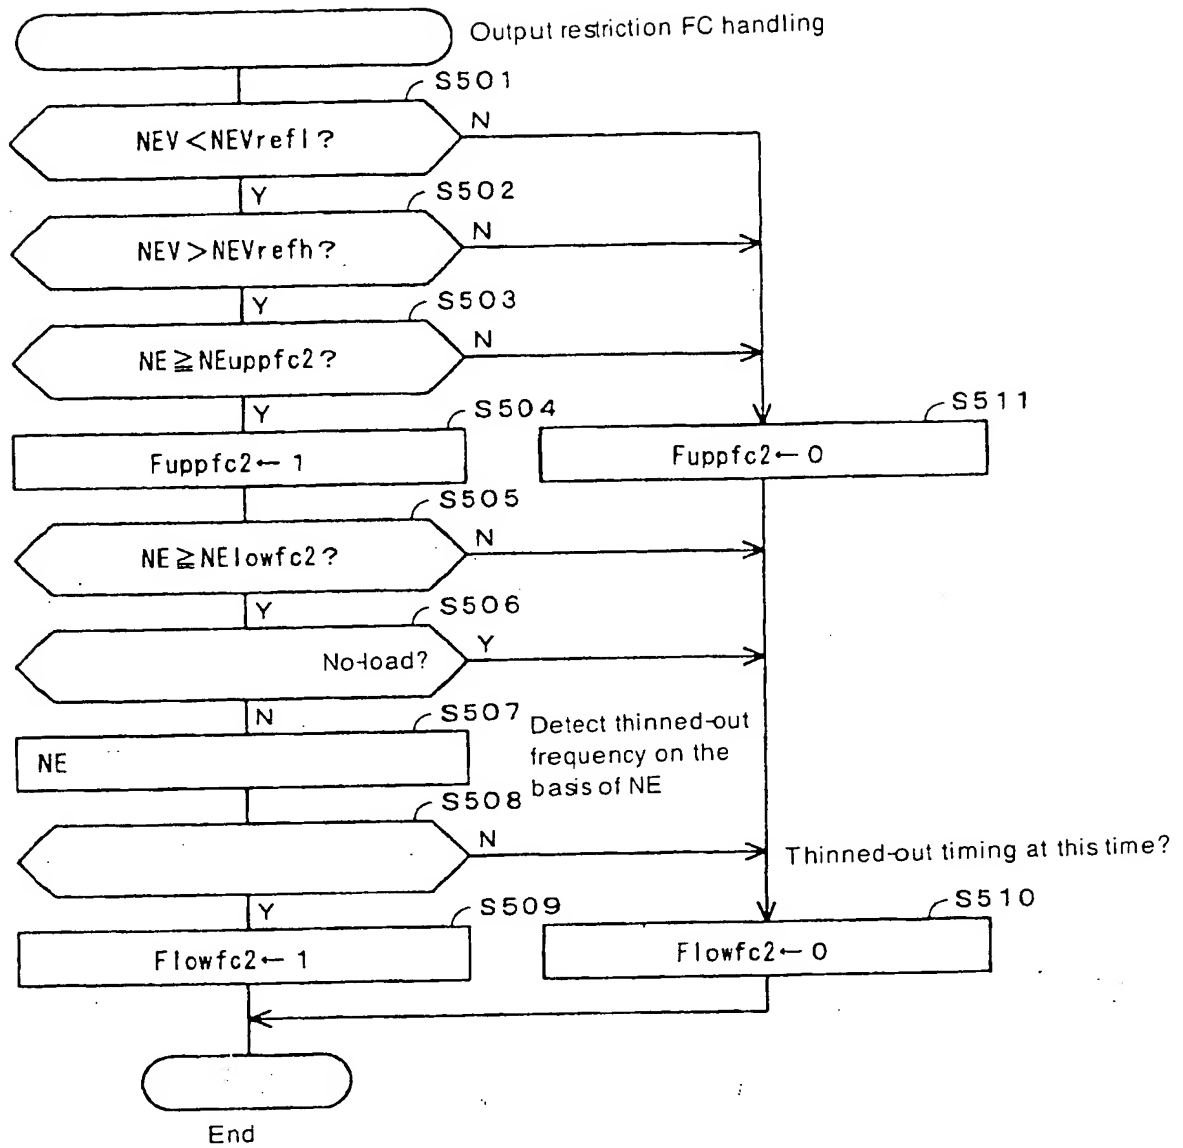 Output restriction FC handling
S501
NEV<NEVrefl?
N
Y
S502
NEV>NEVrefh?
N
Y
S503
NE≧NEuppfc2?
N
Y
S504
Fuppfc2←1
S511
Fuppfc2←0
S505
NE≧NElowfc2?
N
Y
S506
No-load?
Y
N
S507
NE
Detect thinned-out
frequency on the
basis of NE
S508
N
Thinned-out timing at this time?
Y
S509
Flowfc2←1
S510
Flowfc2←0
End